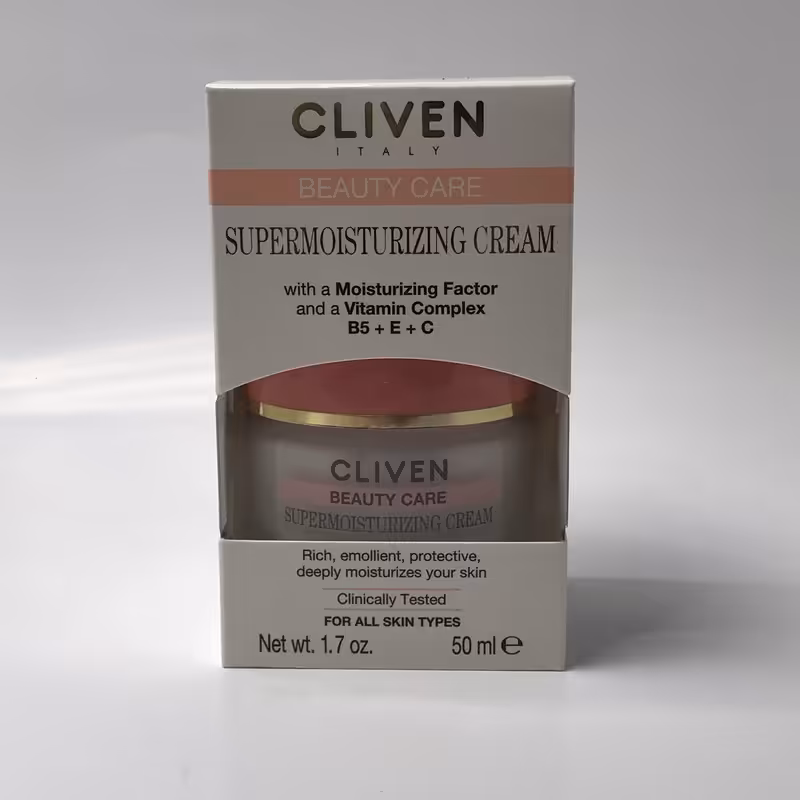 CLIVEN
ITALY
BEAUTY CARE
SUPERMOISTURIZING CREAM
with a Moisturizing Factor
and a Vitamin Complex
B5 + E + C
CLIVEN
BEAUTY CARE
SUPERMOISTURIZING CREAM
Rich, emollient, protective,
deeply moisturizes your skin
Clinically Tested
FOR ALL SKIN TYPES
Net wt. 1.7 oz. 50 ml ℮